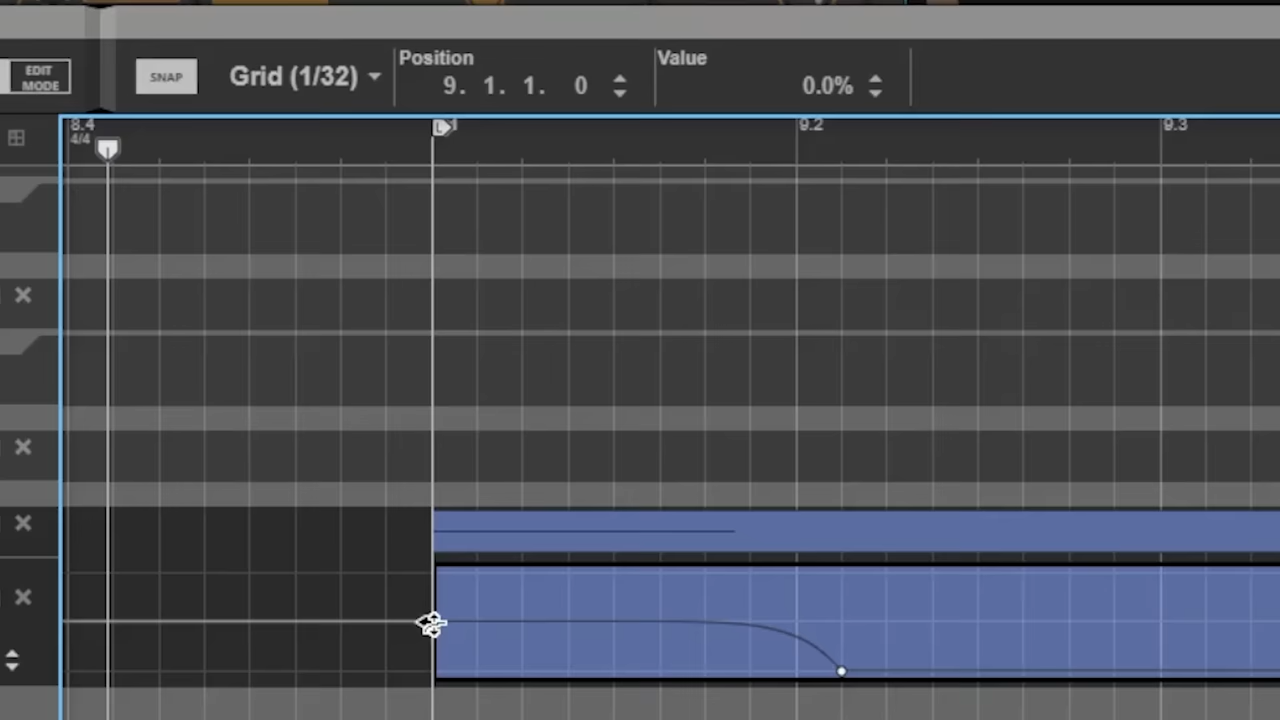 EDIT
MODE
SNAP
Grid (1/32)
Position
9. 1. 1. 0
Value
0.0%
8.4
4/4
L
9.2
9.3